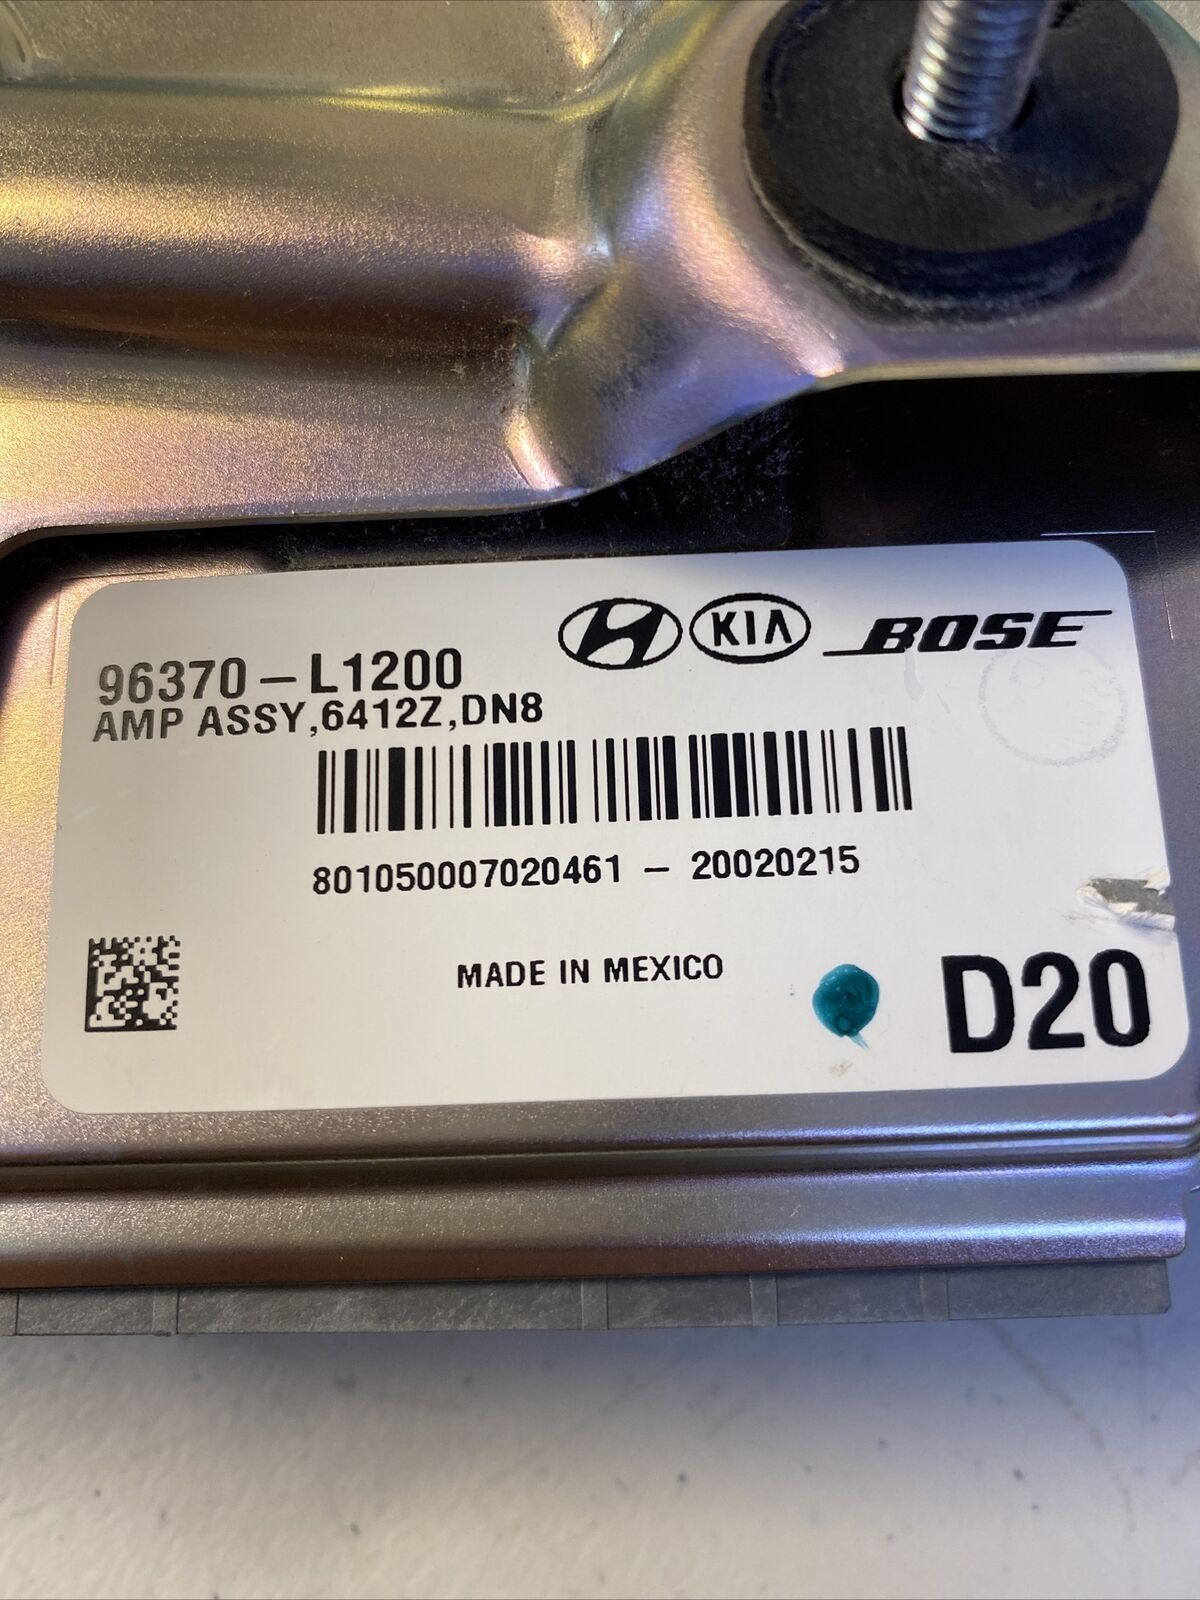 KIA BOSE
96370-L1200
AMP ASSY,6412Z,DN8
801050007020461 - 20020215
MADE IN MEXICO
D20